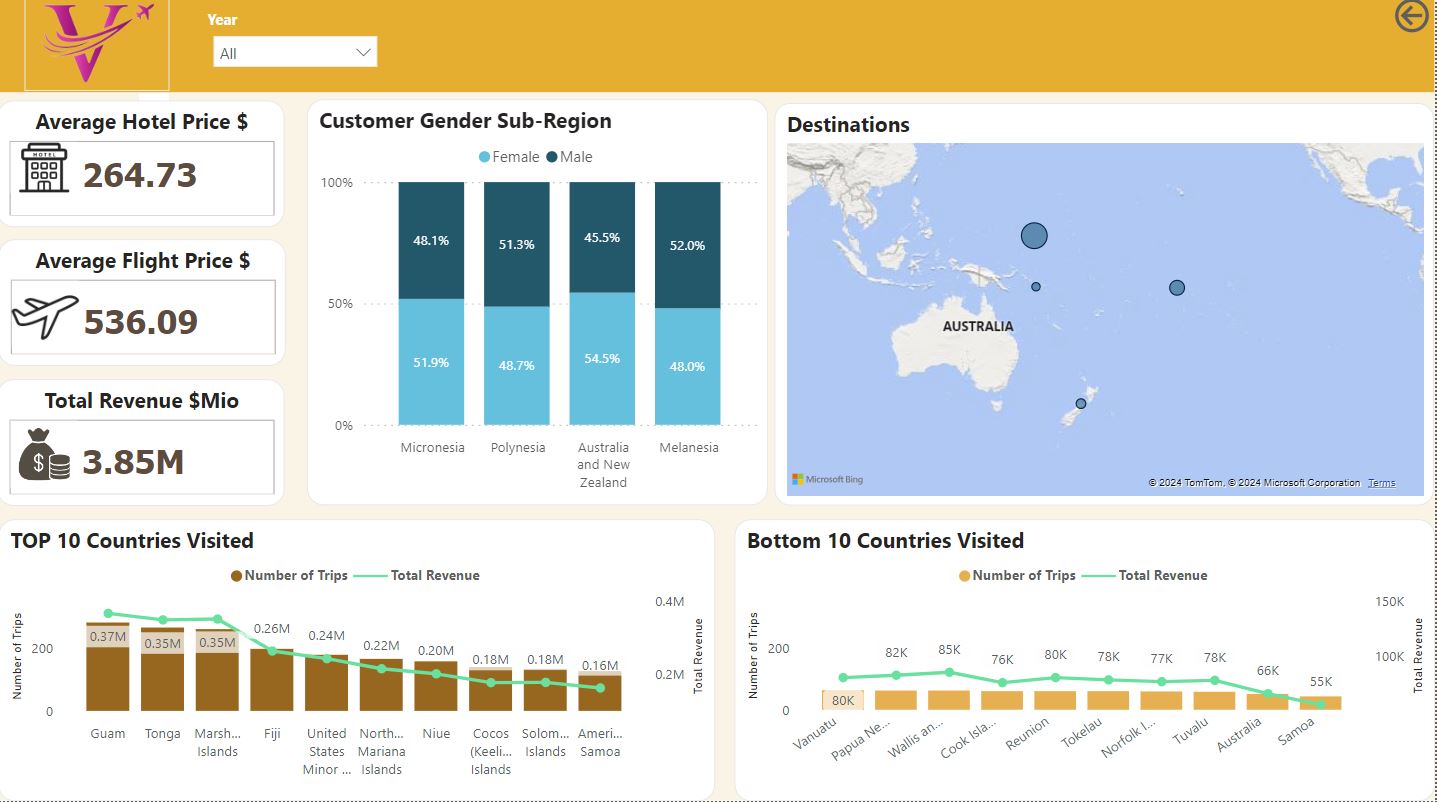 V
Year
All
Average Hotel Price $
HOTEL
264.73
Average Flight Price $
536.09
Total Revenue $Mio
$
3.85M
Customer Gender Sub-Region
Female Male
100%
50%
0%
48.1%
51.3%
45.5%
52.0%
51.9%
48.7%
54.5%
48.0%
Micronesia
Polynesia
Australia
and New
Zealand
Melanesia
Destinations
AUSTRALIA
Microsoft Bing
© 2024 TomTom, © 2024 Microsoft Corporation Terms
TOP 10 Countries Visited
Number of Trips Total Revenue
Number of Trips
200
0
0.37M
0.35M
0.35M
0.26M
0.24M
0.22M
0.20M
0.18M
0.18M
0.16M
0.4M
0.2M
Total Revenue
Guam
Tonga
Marsh...
Islands
Fiji
United
States
Minor ...
North...
Mariana
Islands
Niue
Cocos
(Keeli...
Islands
Solom...
Islands
Ameri...
Samoa
Bottom 10 Countries Visited
Number of Trips Total Revenue
Number of Trips
200
0
80K
82K
85K
76K
80K
78K
77K
78K
66K
55K
150K
100K
Total Revenue
Vanuatu
Papua Ne...
Wallis an...
Cook Isla...
Reunion
Tokelau
Norfolk I...
Tuvalu
Australia
Samoa